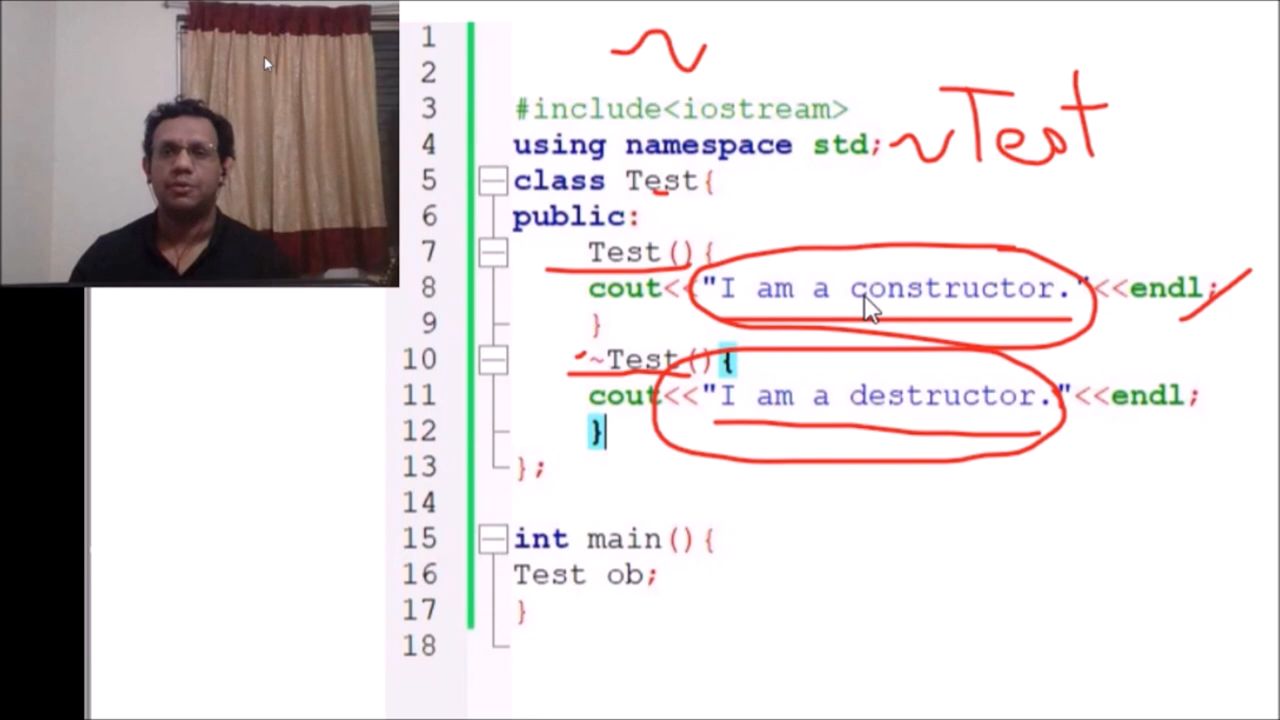 1 ~
2
3 #include<iostream>
4 using namespace std; ~Test
5 class Test{
6 public:
7 Test(){
8 cout<<"I am a constructor."<<endl;
9 }
10 ~Test(){
11 cout<<"I am a destructor."<<endl;
12 }
13 };
14
15 int main(){
16 Test ob;
17 }
18